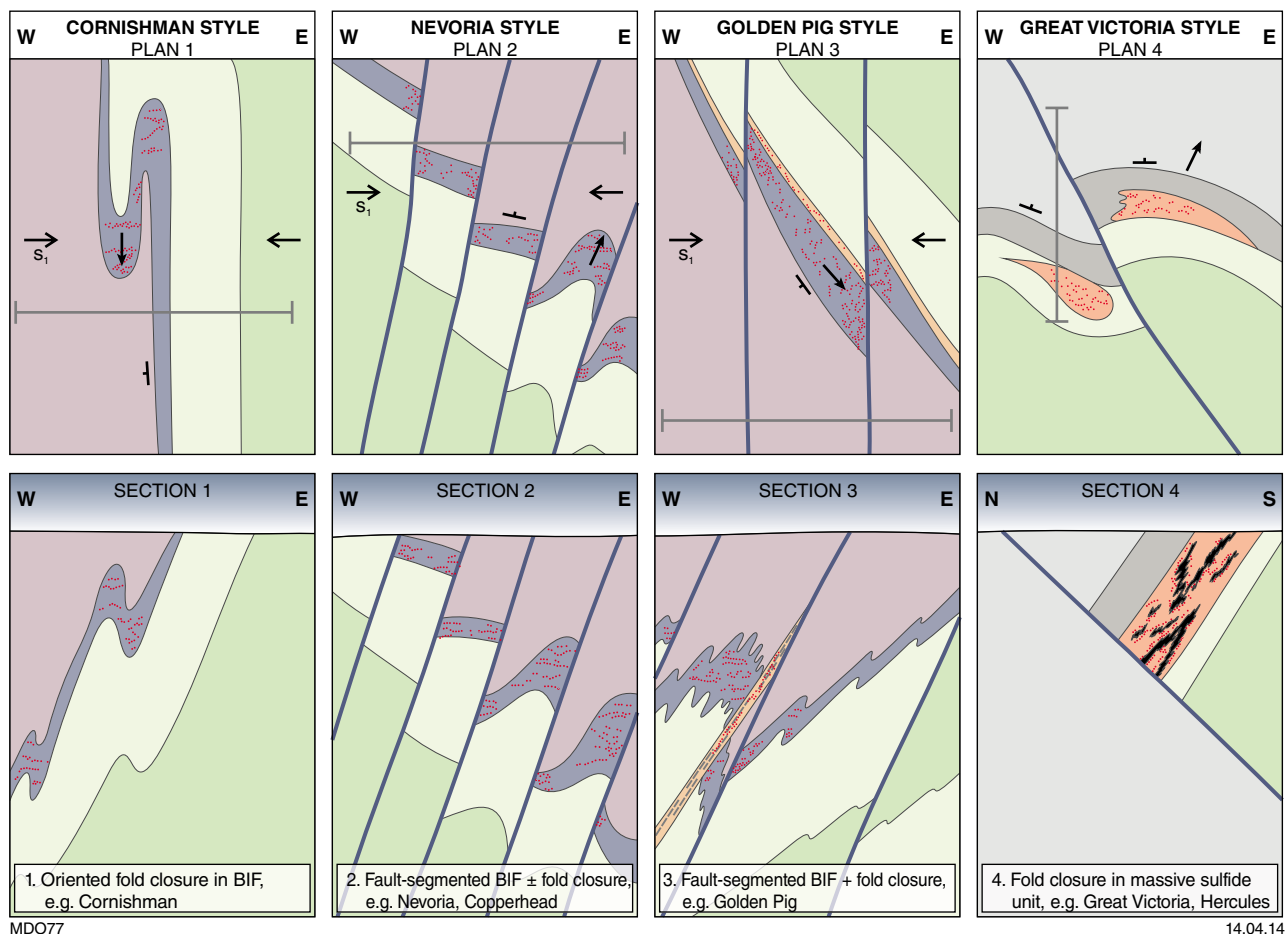 CORNISHMAN STYLE
W PLAN 1 E
S1
NEVORIA STYLE
W PLAN 2 E
S1
GOLDEN PIG STYLE
W PLAN 3 E
S1
GREAT VICTORIA STYLE
W PLAN 4 E
W SECTION 1 E
1. Oriented fold closure in BIF,
e.g. Cornishman
W SECTION 2 E
2. Fault-segmented BIF ± fold closure,
e.g. Nevoria, Copperhead
W SECTION 3 E
3. Fault-segmented BIF + fold closure,
e.g. Golden Pig
N SECTION 4 S
4. Fold closure in massive sulfide
unit, e.g. Great Victoria, Hercules
MDO77 14.04.14